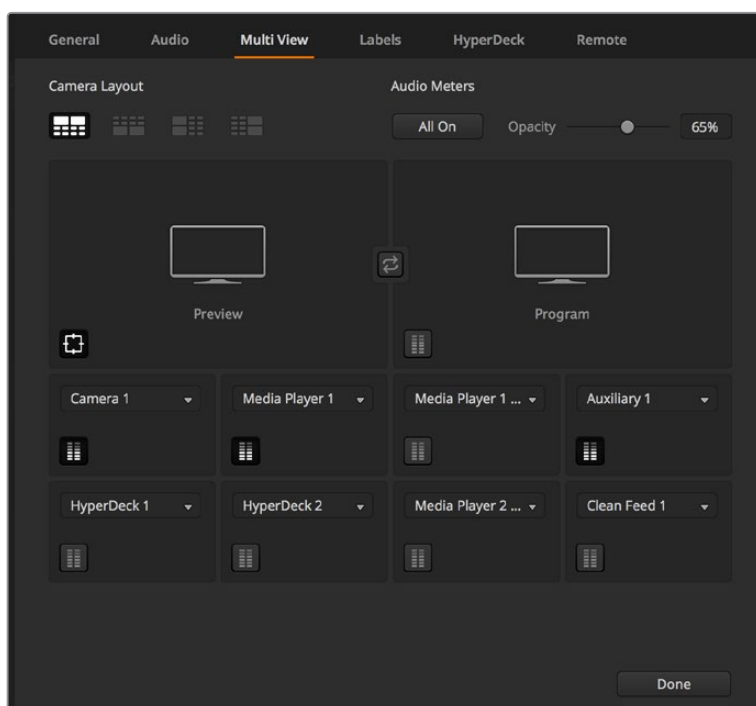 General Audio Multi View Labels HyperDeck Remote
Camera Layout Audio Meters
All On Opacity 65%
Preview Program
Camera 1 Media Player 1 Media Player 1 ... Auxiliary 1
HyperDeck 1 HyperDeck 2 Media Player 2 ... Clean Feed 1
Done